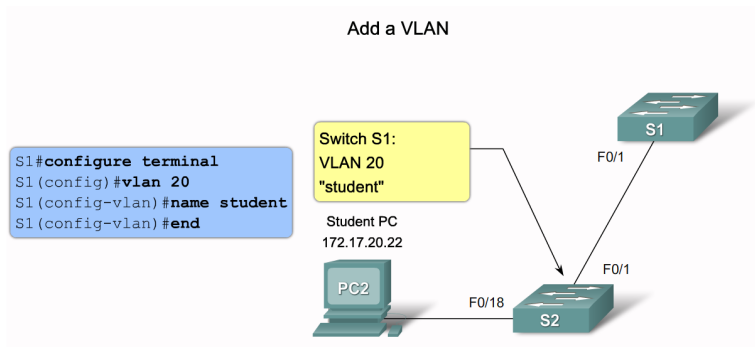 Add a VLAN
S1#configure terminal
S1(config)#vlan 20
S1(config-vlan)#name student
S1(config-vlan)#end
Switch S1:
VLAN 20
"student"
Student PC
172.17.20.22
PC2
F0/18
S2
F0/1
F0/1
S1